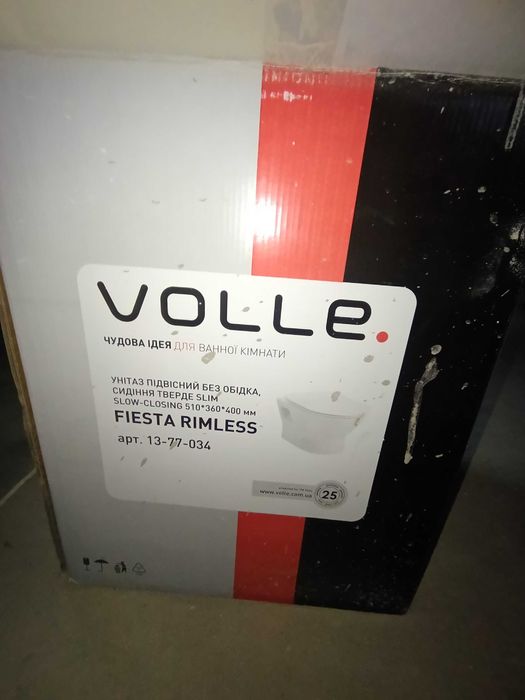 VOLLE.
ЧУДОВА ІДЕЯ ДЛЯ ВАННОЇ КІМНАТИ
УНІТАЗ ПІДВІСНИЙ БЕЗ ОБІДКА,
СИДІННЯ ТВЕРДЕ SLIM
SLOW-CLOSING 510*360*400 мм
FIESTA RIMLESS
арт. 13-77-034
www.volle.com.ua
25